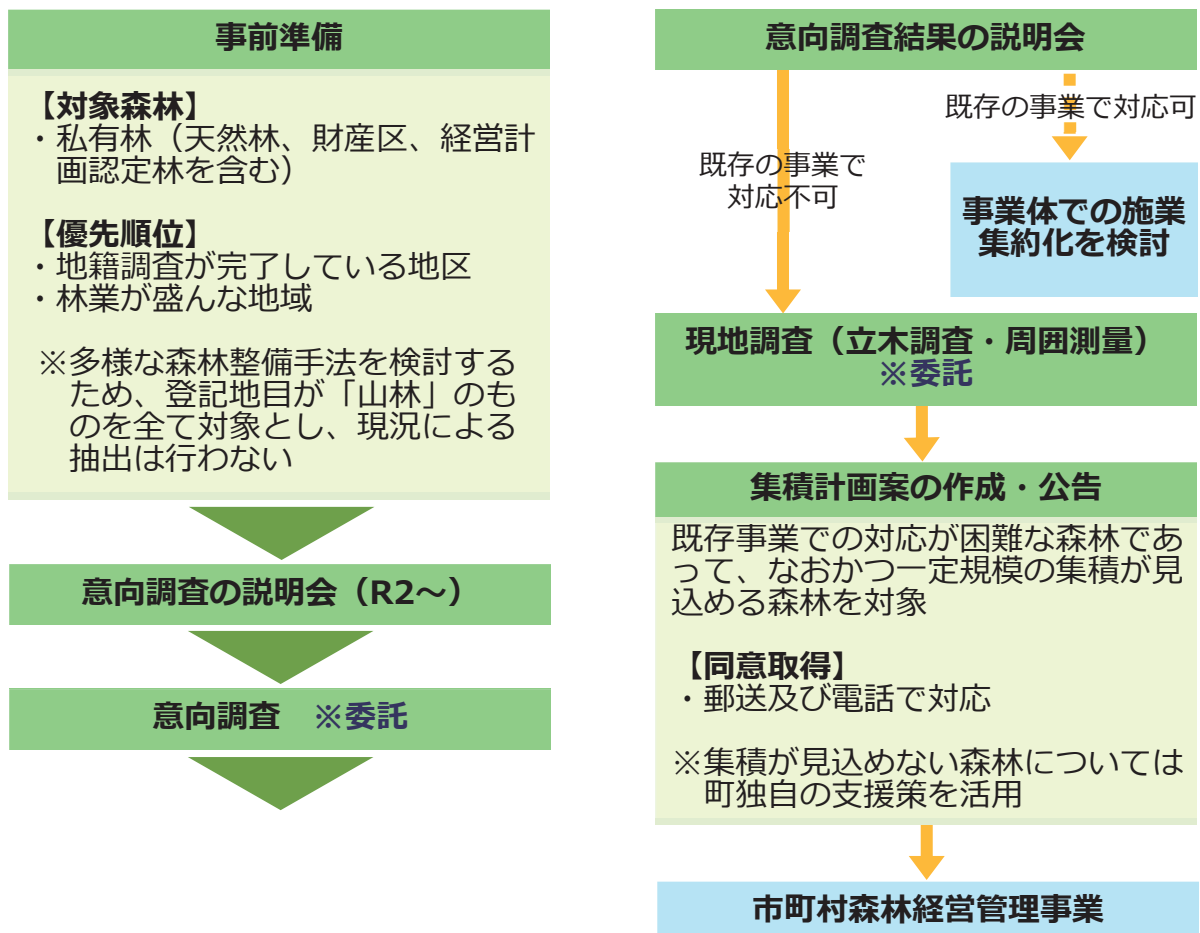 事前準備
【対象森林】
・私有林（天然林、財産区、経営計
画認定林を含む）
【優先順位】
・地籍調査が完了している地区
・林業が盛んな地域
※多様な森林整備手法を検討する
ため、登記地目が「山林」のも
のを全て対象とし、現況による
抽出は行わない
意向調査の説明会（R2～）
意向調査　※委託
意向調査結果の説明会
既存の事業で対応可
既存の事業で
対応不可
事業体での施業
集約化を検討
現地調査（立木調査・周囲測量）
※委託
集積計画案の作成・公告
既存事業での対応が困難な森林であ
って、なおかつ一定規模の集積が見
込める森林を対象
【同意取得】
・郵送及び電話で対応
※集積が見込めない森林については
町独自の支援策を活用
市町村森林経営管理事業